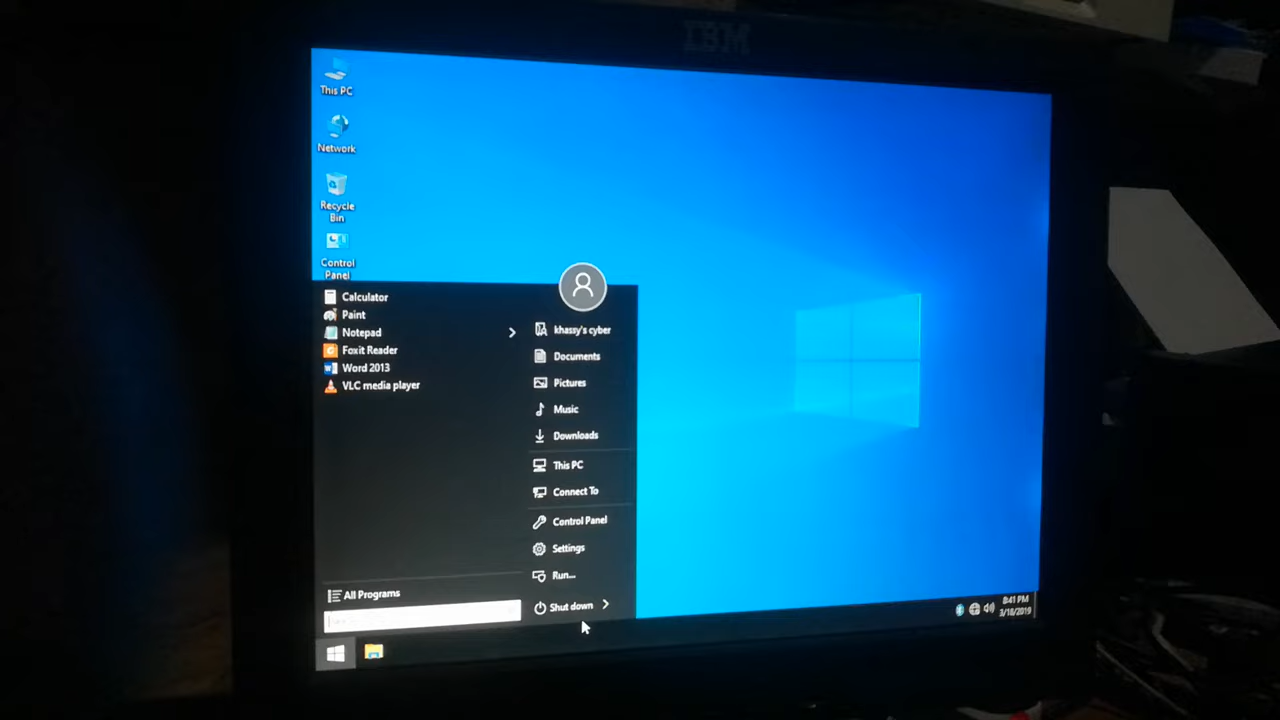 IBM
This PC
Network
Recycle
Bin
Control
Panel
Calculator
Paint
Notepad
Foxit Reader
Word 2013
VLC media player
All Programs
khassy's cyber
Documents
Pictures
Music
Downloads
This PC
Connect To
Control Panel
Settings
Run...
Shut down
8:41 PM
3/18/2019